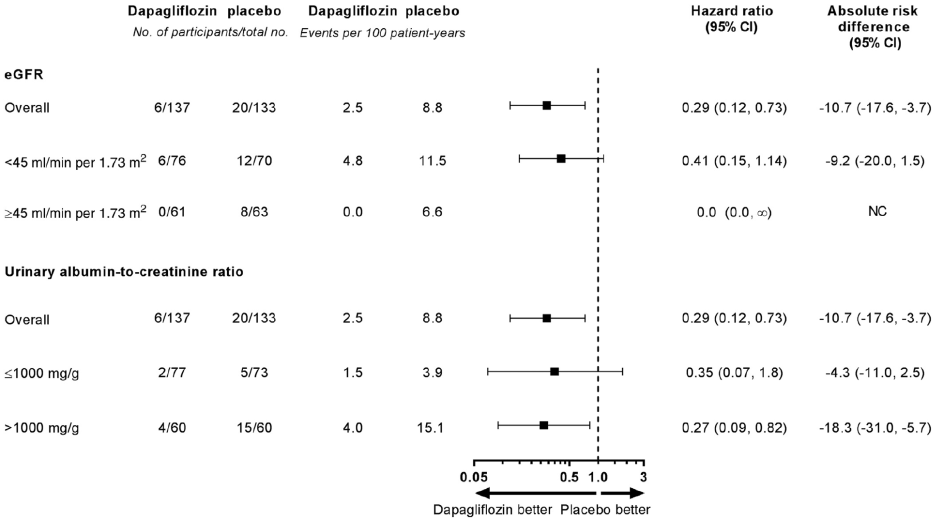 Dapagliflozin placebo Dapagliflozin placebo Hazard ratio (95% CI) Absolute risk difference (95% CI)
No. of participants/total no. Events per 100 patient-years
eGFR
Overall 6/137 20/133 2.5 8.8 0.29 (0.12, 0.73) -10.7 (-17.6, -3.7)
<45 ml/min per 1.73 m² 6/76 12/70 4.8 11.5 0.41 (0.15, 1.14) -9.2 (-20.0, 1.5)
≥45 ml/min per 1.73 m² 0/61 8/63 0.0 6.6 0.0 (0.0, ∞) NC
Urinary albumin-to-creatinine ratio
Overall 6/137 20/133 2.5 8.8 0.29 (0.12, 0.73) -10.7 (-17.6, -3.7)
≤1000 mg/g 2/77 5/73 1.5 3.9 0.35 (0.07, 1.8) -4.3 (-11.0, 2.5)
>1000 mg/g 4/60 15/60 4.0 15.1 0.27 (0.09, 0.82) -18.3 (-31.0, -5.7)
0.05 0.5 1.0 3
Dapagliflozin better Placebo better